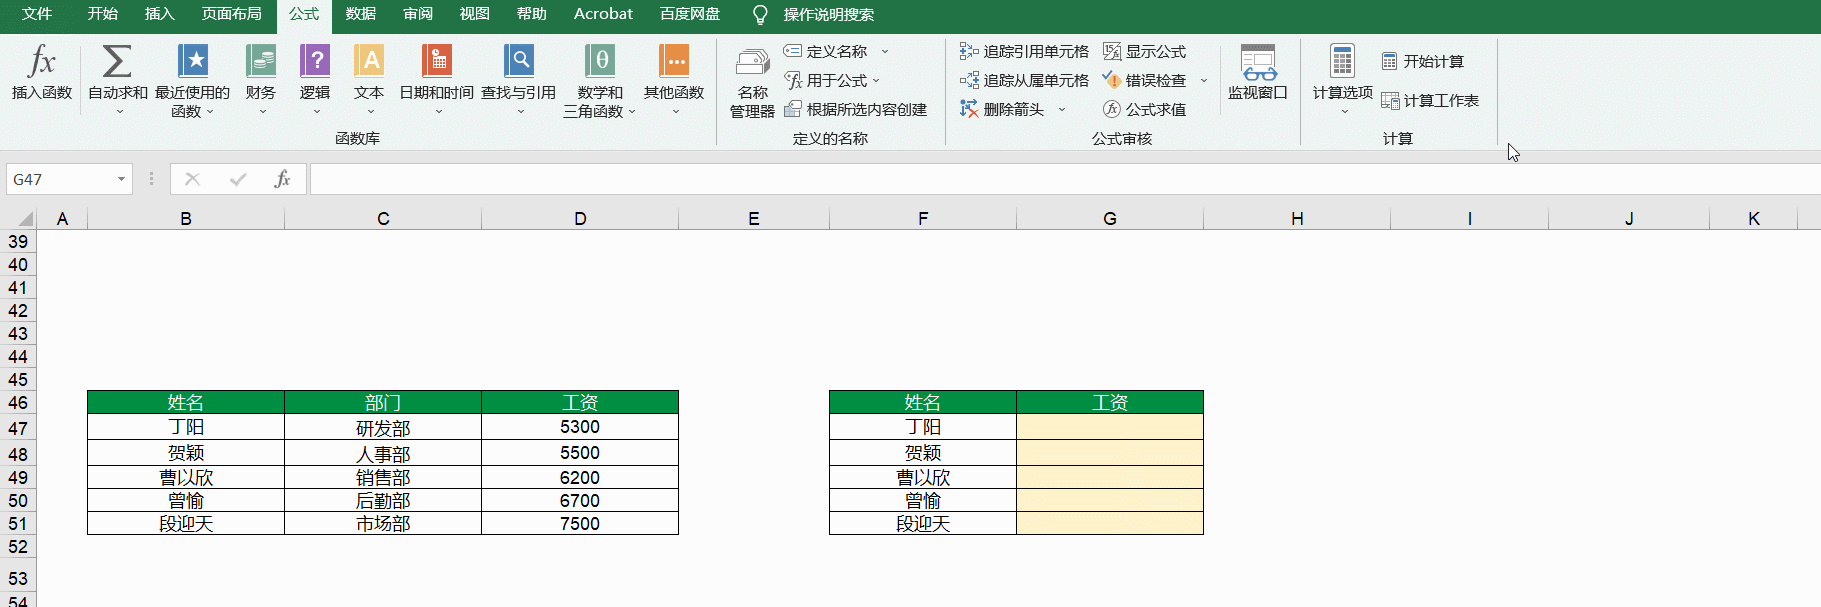 文件 开始 插入 页面布局 公式 数据 审阅 视图 帮助 Acrobat 百度网盘 操作说明搜索
fx 插入函数
Σ 自动求和
最近使用的函数
财务
? 逻辑
A 文本
日期和时间
查找与引用
θ 数学和三角函数
其他函数
函数库
名称管理器
定义名称
用于公式
根据所选内容创建
定义的名称
追踪引用单元格
追踪从属单元格
删除箭头
显示公式
错误检查
公式求值
公式审核
监视窗口
计算选项
开始计算
计算工作表
计算
G47 fx
A B C D E F G H I J K
39
40
41
42
43
44
45
46 姓名 部门 工资 姓名 工资
47 丁阳 研发部 5300 丁阳
48 贺颖 人事部 5500 贺颖
49 曹以欣 销售部 6200 曹以欣
50 曾愉 后勤部 6700 曾愉
51 段迎天 市场部 7500 段迎天
52
53
54